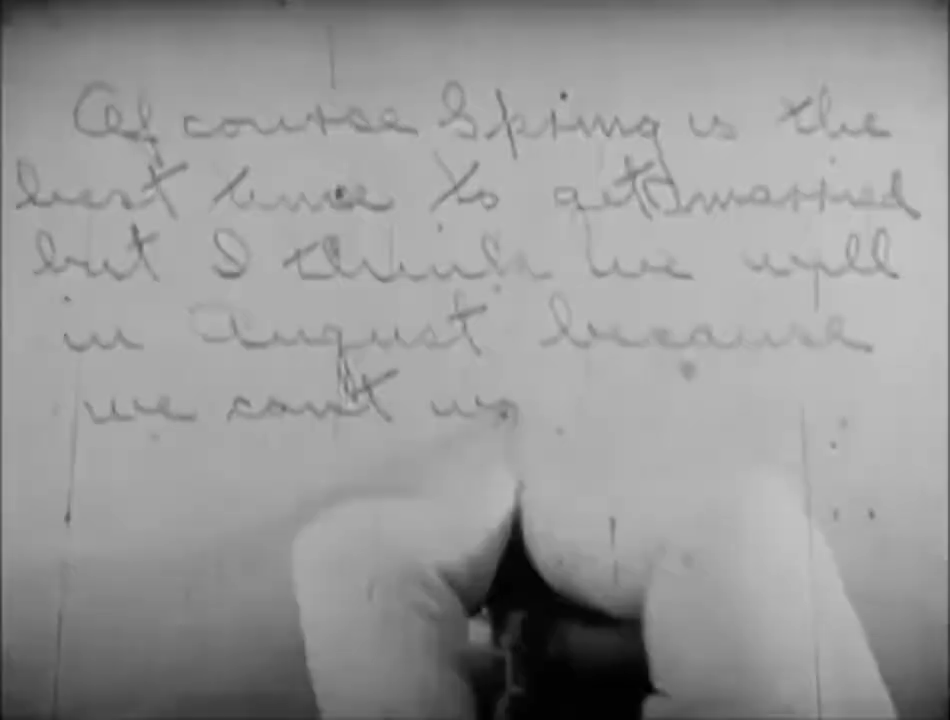 Of course Spring is the
best time to get married
but I think we will
in August because
we can't w